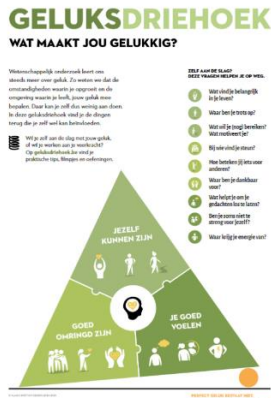 GELUKSDRIEHOEK
WAT MAAKT JOU GELUKKIG?
Wetenschappelijk onderzoek leert ons
steeds meer over geluk. Zo weten we dat de
omstandigheden waarin je opgroeit en de
omgeving waarin je leeft, jouw geluk mee
bepalen. Daar kan je zelf dus weinig aan doen.
In deze geluksdriehoek vind je de dingen
terug die je zelf wel kan beïnvloeden.
Wil je zelf aan de slag met jouw geluk,
of wil je werken aan je veerkracht?
Op geluksdriehoek.be vind je
praktische tips, filmpjes en oefeningen.
ZELF AAN DE SLAG?
DEZE VRAGEN HELPEN JE OP WEG.
Wat vind je belangrijk
in je leven?
Waar ben je trots op?
Wat wil je (nog) bereiken?
Wat motiveert je?
Bij wie vind je steun?
Hoe beteken jij iets voor
anderen?
Waar ben je dankbaar
voor?
Wat helpt je om je
gedachten los te laten?
Ben je soms niet te
streng voor jezelf?
Waar krijg je energie van?
JEZELF
KUNNEN ZIJN
GOED
OMRINGD ZIJN
JE GOED
VOELEN